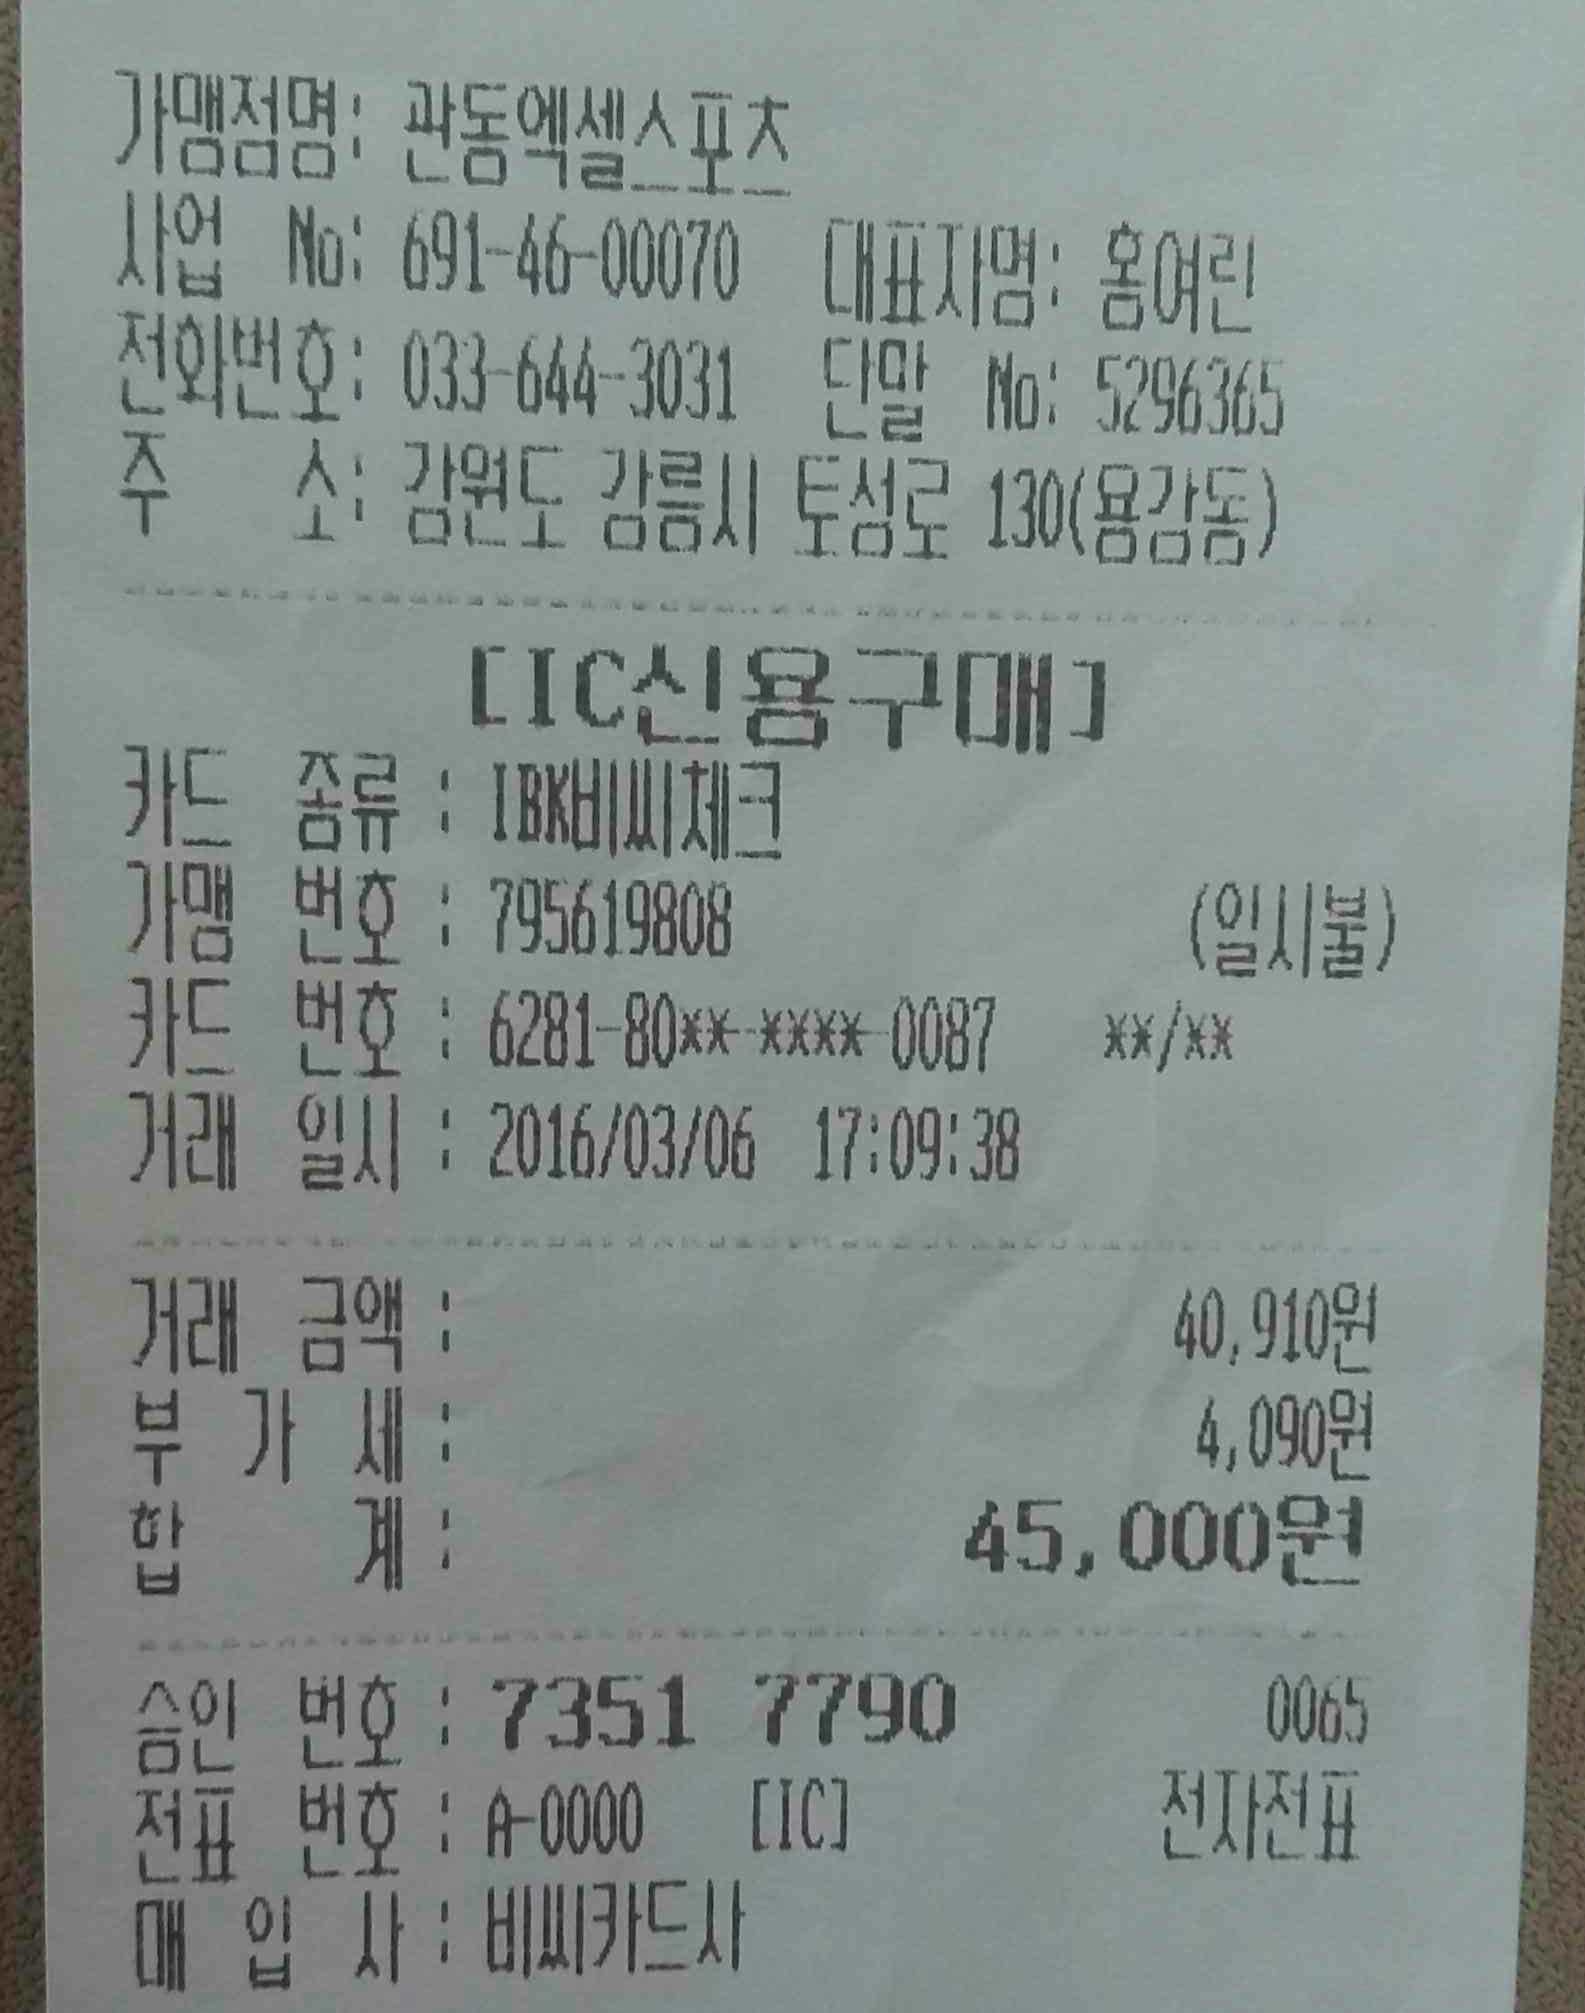 가맹점명: 관동엑셀스포츠
사업 No: 691-46-00070 대표자명: 홍여린
전화번호: 033-644-3031 단말 No: 5296365
주 소: 강원도 강릉시 토성로 130(용강동)
[IC신용구매]
카드 종류 : IBK비씨체크
가맹 번호 : 795619808 (일시불)
카드 번호 : 6281-80**-****-0087 **/**
거래 일시 : 2016/03/06 17:09:38
거래 금액 : 40,910원
부 가 세 : 4,090원
합 계 : 45,000원
승인 번호 : 7351 7790 0065
전표 번호 : A-0000 [IC] 전자전표
매 입 사 : 비씨카드사